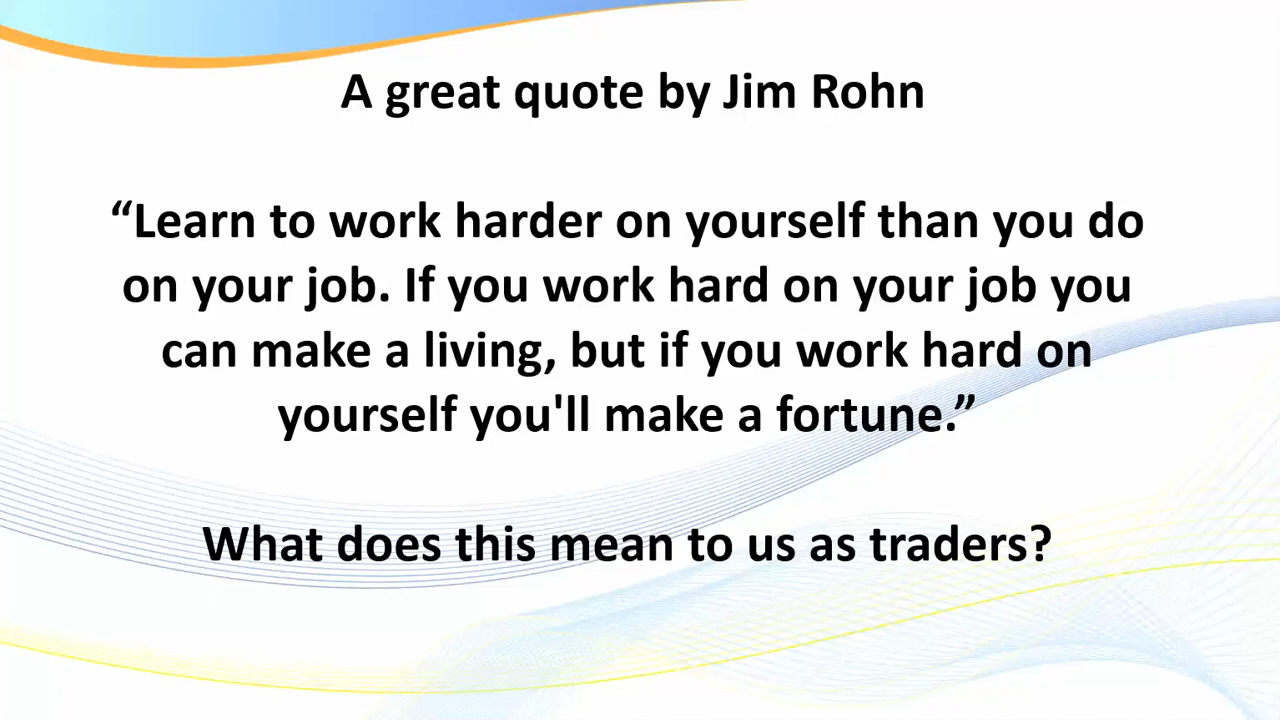 A great quote by Jim Rohn
“Learn to work harder on yourself than you do
on your job. If you work hard on your job you
can make a living, but if you work hard on
yourself you'll make a fortune.”
What does this mean to us as traders?